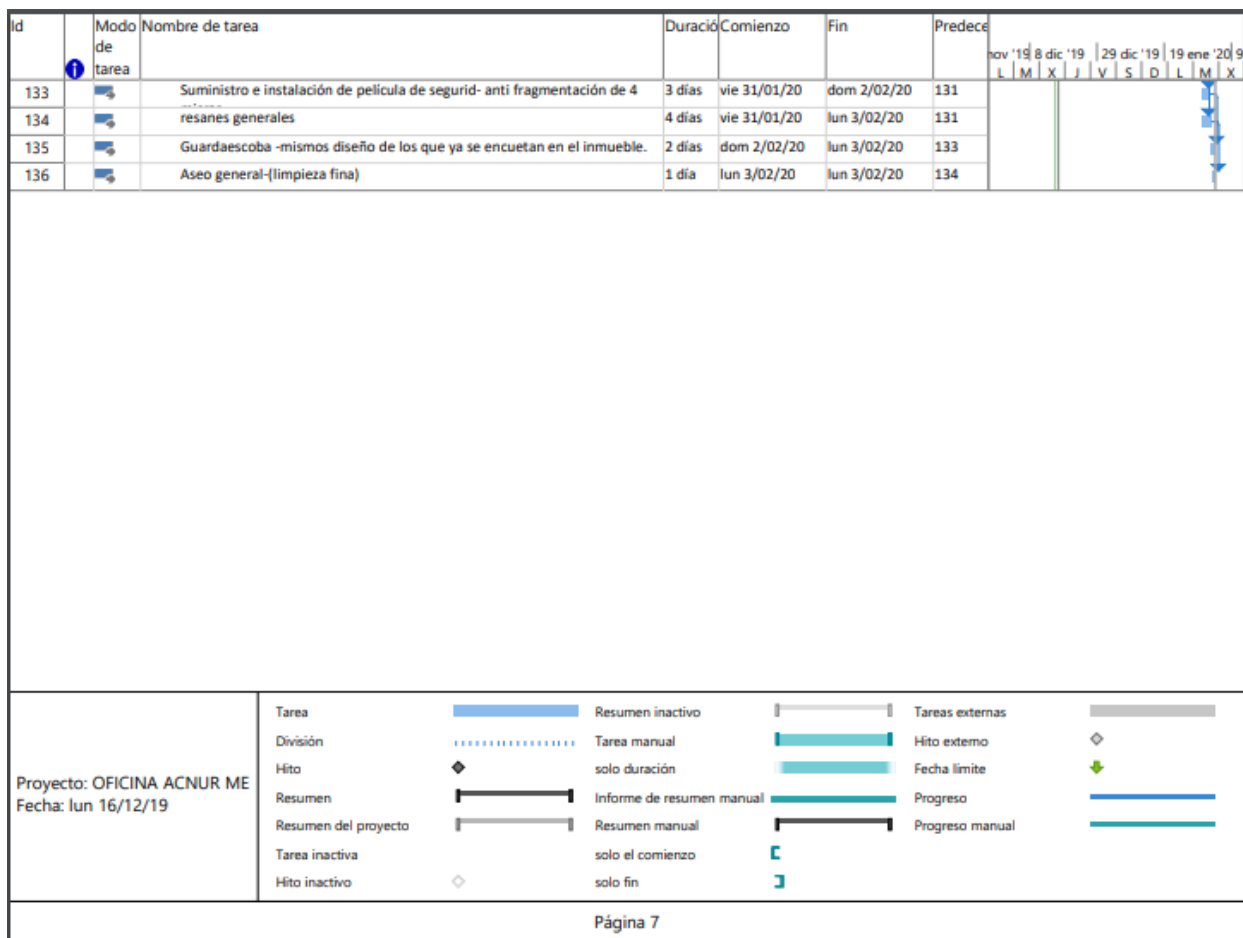 Id Modo de tarea Nombre de tarea Duració Comienzo Fin Predece
nov '19 8 dic '19 29 dic '19 19 ene '20 9
L M X J V S D L M X
133 Suministro e instalación de película de segurid- anti fragmentación de 4 3 días vie 31/01/20 dom 2/02/20 131
134 resanes generales 4 días vie 31/01/20 lun 3/02/20 131
135 Guardaescoba -mismos diseño de los que ya se encuetan en el inmueble. 2 días dom 2/02/20 lun 3/02/20 133
136 Aseo general-(limpieza fina) 1 día lun 3/02/20 lun 3/02/20 134
Proyecto: OFICINA ACNUR ME
Fecha: lun 16/12/19
Tarea Resumen inactivo Tareas externas
División Tarea manual Hito externo
Hito solo duración Fecha límite
Resumen Informe de resumen manual Progreso
Resumen del proyecto Resumen manual Progreso manual
Tarea inactiva solo el comienzo
Hito inactivo solo fin
Página 7